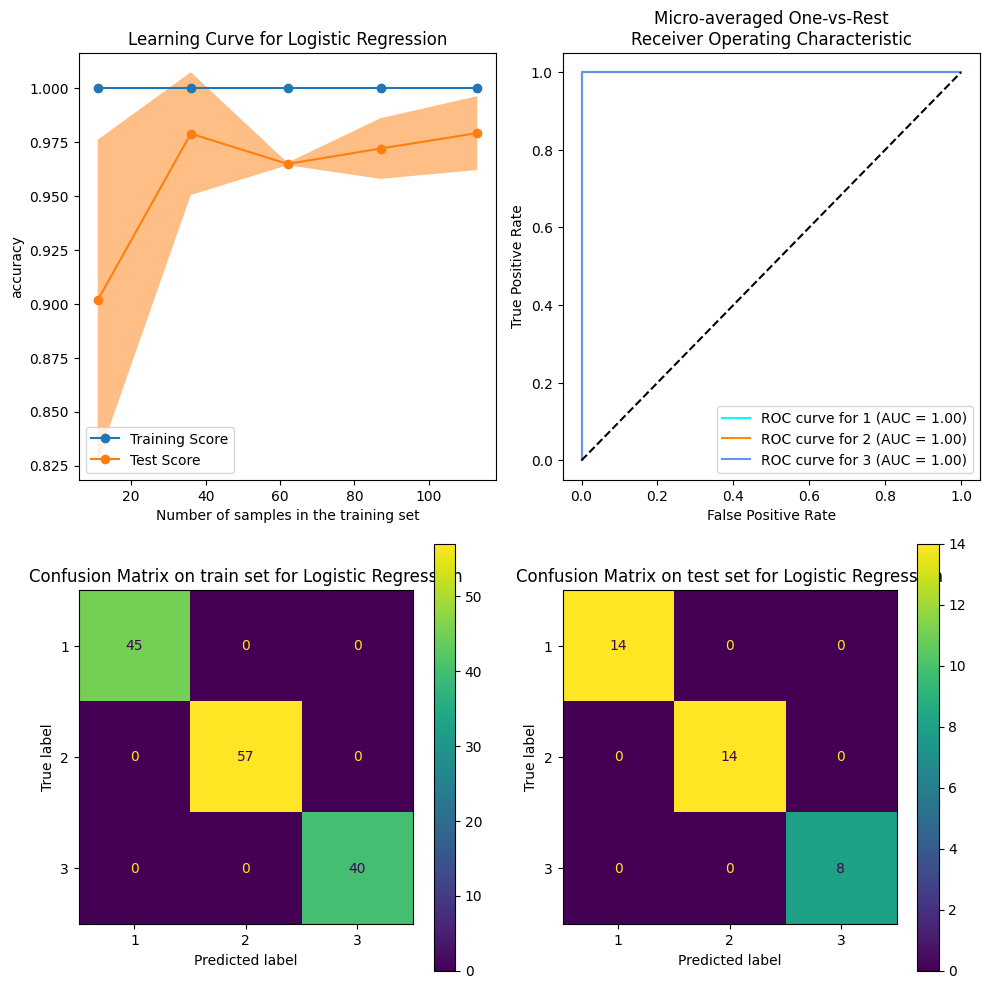 Learning Curve for Logistic Regression
1.000
0.975
0.950
0.925
0.900
0.875
0.850
0.825
accuracy
Training Score
Test Score
20 40 60 80 100
Number of samples in the training set
Micro-averaged One-vs-Rest
Receiver Operating Characteristic
1.0
0.8
0.6
0.4
0.2
0.0
True Positive Rate
ROC curve for 1 (AUC = 1.00)
ROC curve for 2 (AUC = 1.00)
ROC curve for 3 (AUC = 1.00)
0.0 0.2 0.4 0.6 0.8 1.0
False Positive Rate
Confusion Matrix on train set for Logistic Regression
True label
1 45 0 0
2 0 57 0
3 0 0 40
1 2 3
Predicted label
50
40
30
20
10
0
Confusion Matrix on test set for Logistic Regression
True label
1 14 0 0
2 0 14 0
3 0 0 8
1 2 3
Predicted label
14
12
10
8
6
4
2
0